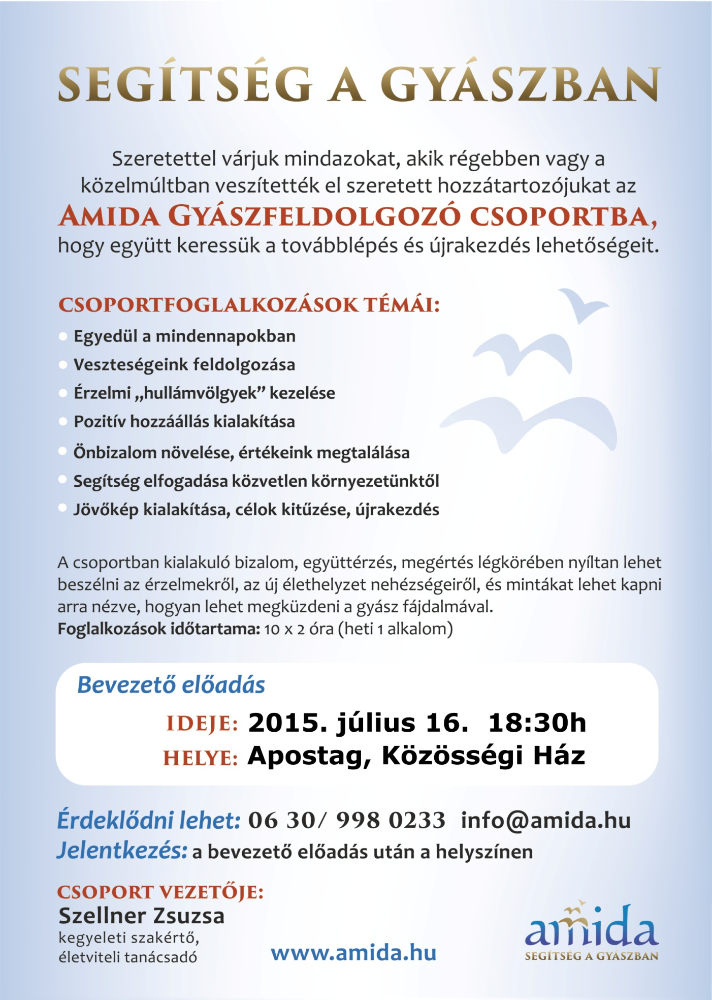 SEGÍTSÉG A GYÁSZBAN
Szeretettel várjuk mindazokat, akik régebben vagy a
közelmúltban veszítették el szeretett hozzátartozójukat az
AMIDA GYÁSZFELDOLGOZÓ CSOPORTBA,
hogy együtt keressük a továbblépés és újrakezdés lehetőségeit.
CSOPORTFOGLALKOZÁSOK TÉMÁI:
• Egyedül a mindennapokban
• Veszteségeink feldolgozása
• Érzelmi „hullámvölgyek” kezelése
• Pozitív hozzáállás kialakítása
• Önbizalom növelése, értékeink megtalálása
• Segítség elfogadása közvetlen környezetünktől
• Jövőkép kialakítása, célok kitűzése, újrakezdés
A csoportban kialakuló bizalom, együttérzés, megértés légkörében nyíltan lehet
beszélni az érzelmekről, az új élethelyzet nehézségeiről, és mintákat lehet kapni
arra nézve, hogyan lehet megküzdeni a gyász fájdalmával.
Foglalkozások időtartama: 10 x 2 óra (heti 1 alkalom)
Bevezető előadás
IDEJE: 2015. július 16. 18:30h
HELYE: Apostag, Közösségi Ház
Érdeklődni lehet: 06 30/ 998 0233 info@amida.hu
Jelentkezés: a bevezető előadás után a helyszínen
CSOPORT VEZETŐJE:
Szellner Zsuzsa
kegyeleti szakértő,
életviteli tanácsadó
www.amida.hu
amida
SEGÍTSÉG A GYÁSZBAN